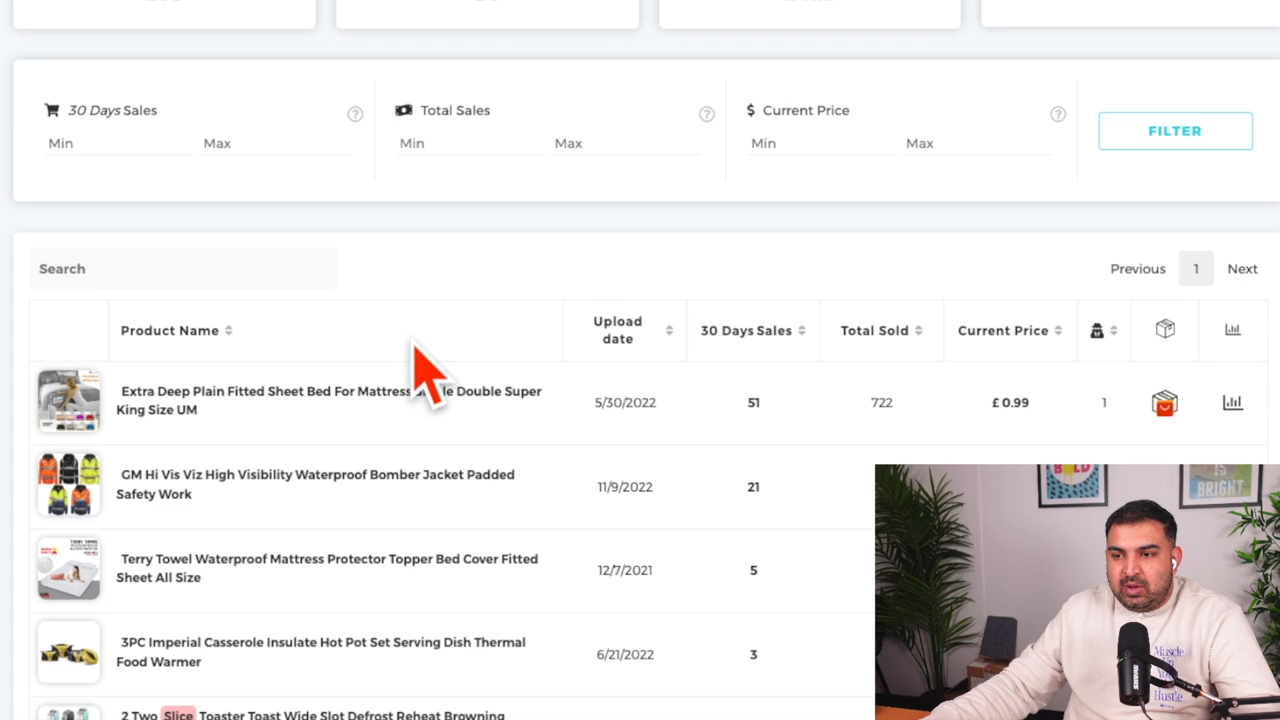 30 Days Sales
Total Sales
$ Current Price
Min
Max
Min
Max
Min
Max
FILTER
Search
Previous
1
Next
Product Name
Upload
date
30 Days Sales
Total Sold
Current Price
Extra Deep Plain Fitted Sheet Bed For Mattress Double Super
King Size UM
5/30/2022
51
722
£ 0.99
1
GM Hi Vis Viz High Visibility Waterproof Bomber Jacket Padded
Safety Work
11/9/2022
21
Terry Towel Waterproof Mattress Protector Topper Bed Cover Fitted
Sheet All Size
12/7/2021
5
3PC Imperial Casserole Insulate Hot Pot Set Serving Dish Thermal
Food Warmer
6/21/2022
3
2 Two Slice Toaster Toast Wide Slot Defrost Reheat Browning
BOLD
BRIGHT
Muscle
Hustle